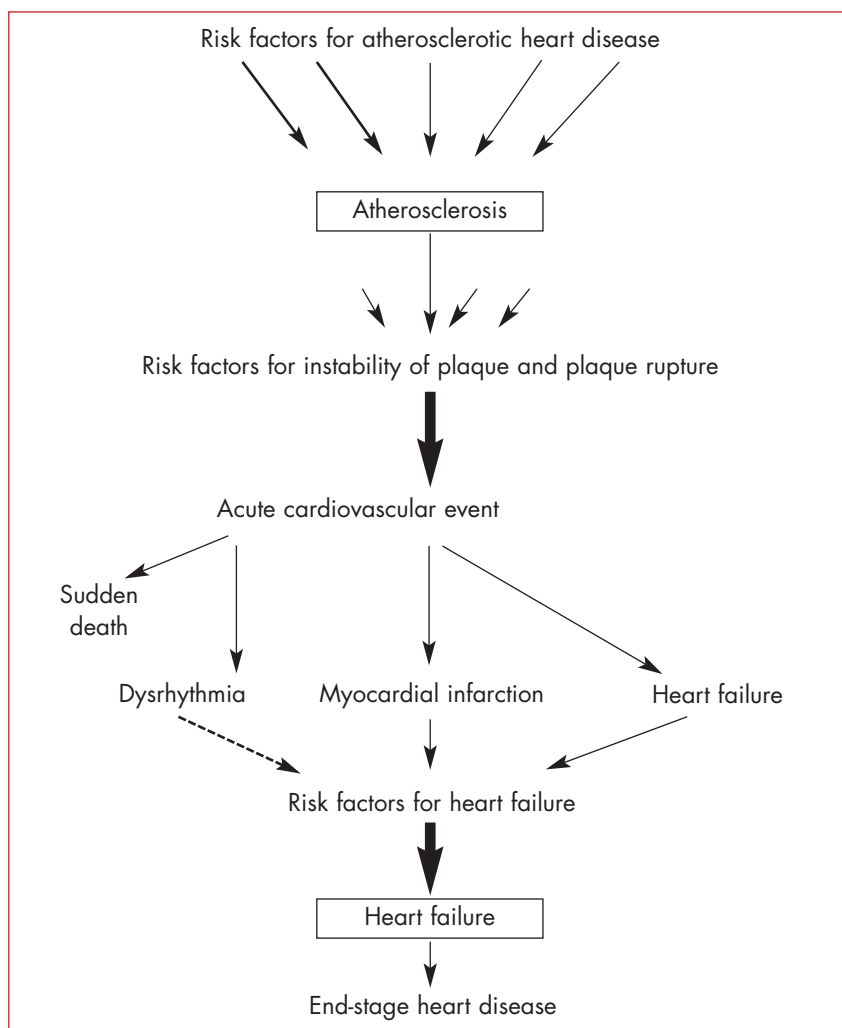 Risk factors for atherosclerotic heart disease
Atherosclerosis
Risk factors for instability of plaque and plaque rupture
Acute cardiovascular event
Sudden
death
Dysrhythmia
Myocardial infarction
Heart failure
Risk factors for heart failure
Heart failure
End-stage heart disease